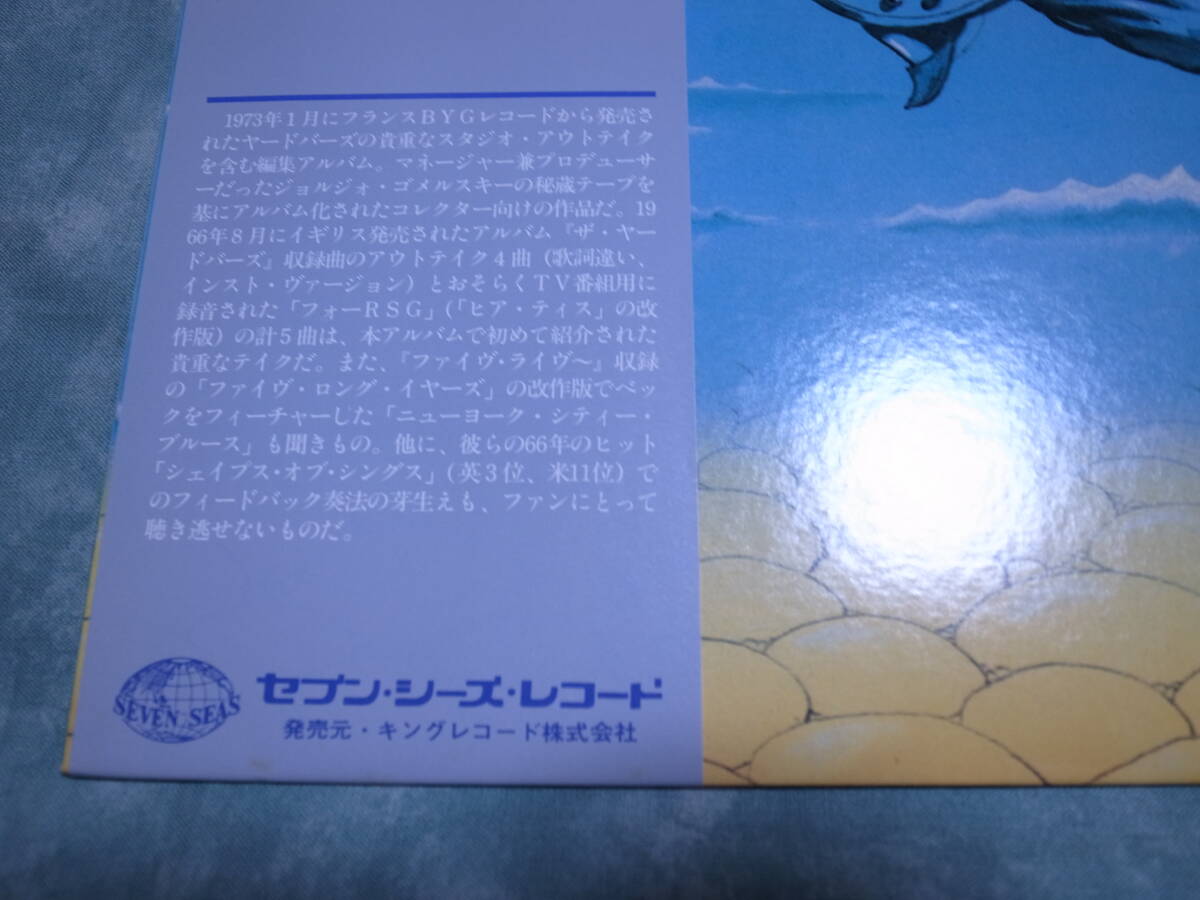 1973年1月にフランスBYGレコードから発売さ
れたヤードバーズの貴重なスタジオ・アウトテイク
を含む編集アルバム。マネージャー兼プロデューサ
ーだったジョルジオ・ゴメルスキーの秘蔵テープを
基にアルバム化されたコレクター向けの作品だ。19
66年8月にイギリス発売されたアルバム『ザ・ヤー
ドバーズ』収録曲のアウトテイク4曲（歌詞違い、
インスト・ヴァージョン）とおそらくTV番組用に
録音された「フォーRSG」(「ヒア・ティス」の改
作版）の計5曲は、本アルバムで初めて紹介された
貴重なテイクだ。また、『ファイヴ・ライヴ〜』収録
の「ファイヴ・ロング・イヤーズ」の改作版でベッ
クをフィーチャーした「ニューヨーク・シティー・
ブルース」も聞きもの。他に、彼らの66年のヒット
「シェイプス・オブ・シングス」(英3位、米11位）で
のフィードバック奏法の芽生えも、ファンにとって
聴き逃せないものだ。
SEVEN SEAS
セブン・シーズ・レコード
発売元・キングレコード株式会社